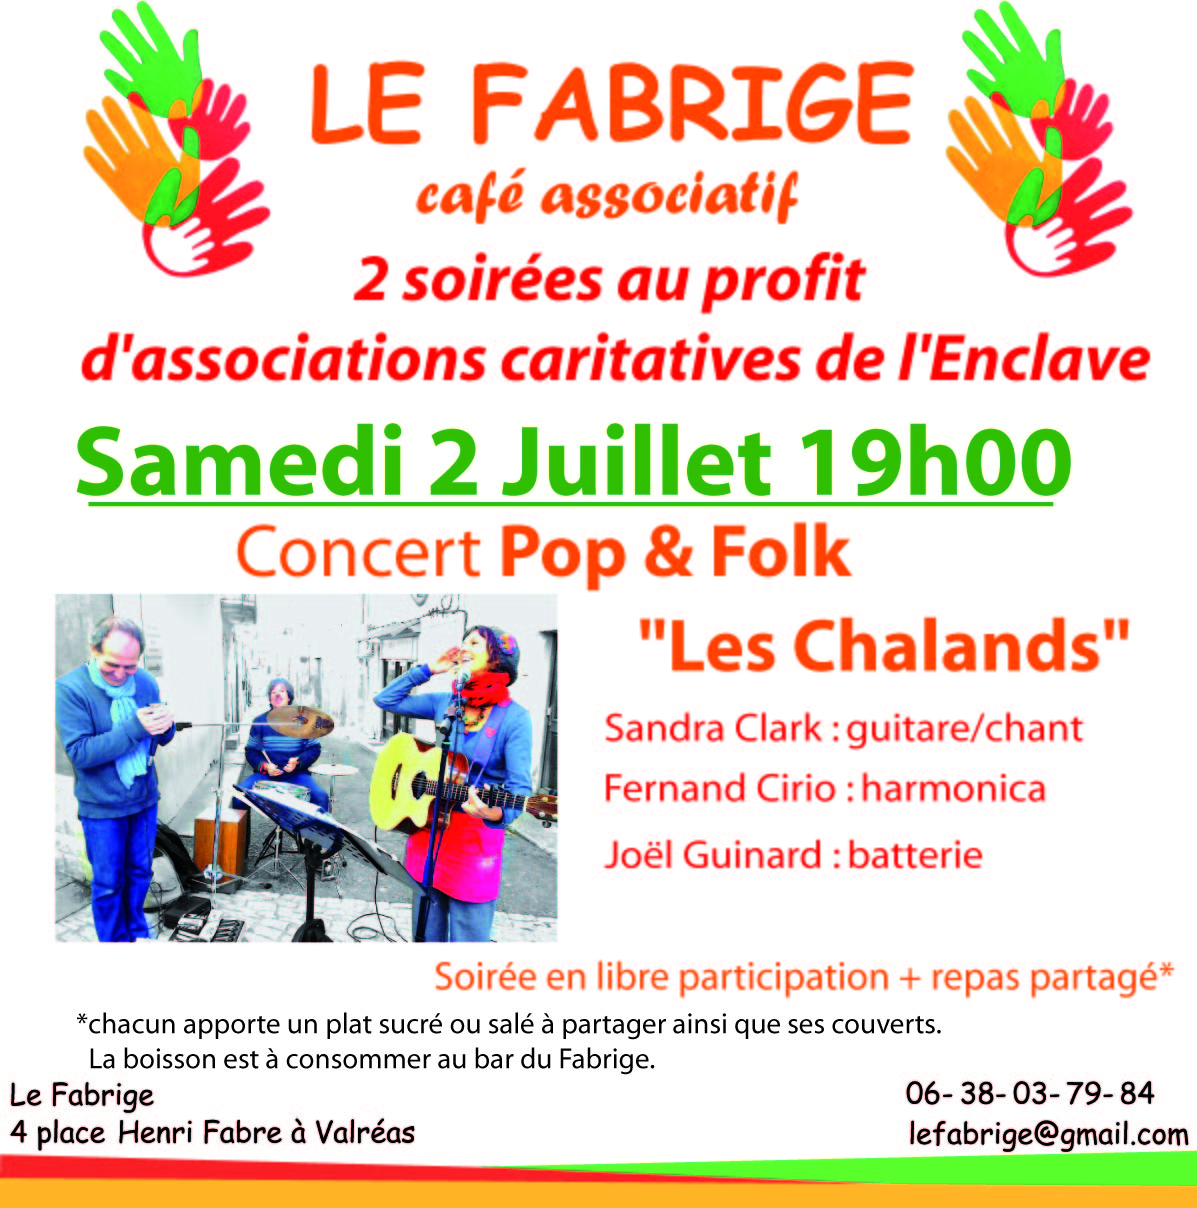 LE FABRIGE
café associatif
2 soirées au profit
d'associations caritatives de l'Enclave
Samedi 2 Juillet 19h00
Concert Pop & Folk
"Les Chalands"
Sandra Clark : guitare/chant
Fernand Cirio : harmonica
Joël Guinard : batterie
Soirée en libre participation + repas partagé*
*chacun apporte un plat sucré ou salé à partager ainsi que ses couverts.
La boisson est à consommer au bar du Fabrige.
Le Fabrige
4 place Henri Fabre à Valréas
06-38-03-79-84
lefabrige@gmail.com